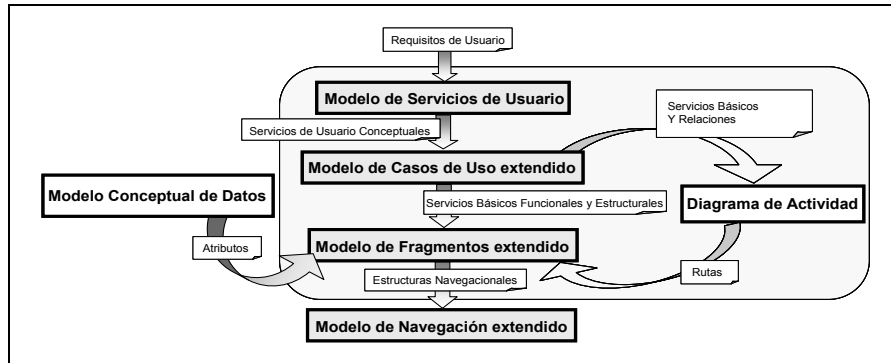 Requisitos de Usuario
Modelo de Servicios de Usuario
Servicios Básicos
Y Relaciones
Servicios de Usuario Conceptuales
Modelo de Casos de Uso extendido
Modelo Conceptual de Datos
Servicios Básicos Funcionales y Estructurales
Diagrama de Actividad
Atributos
Modelo de Fragmentos extendido
Rutas
Estructuras Navegacionales
Modelo de Navegación extendido